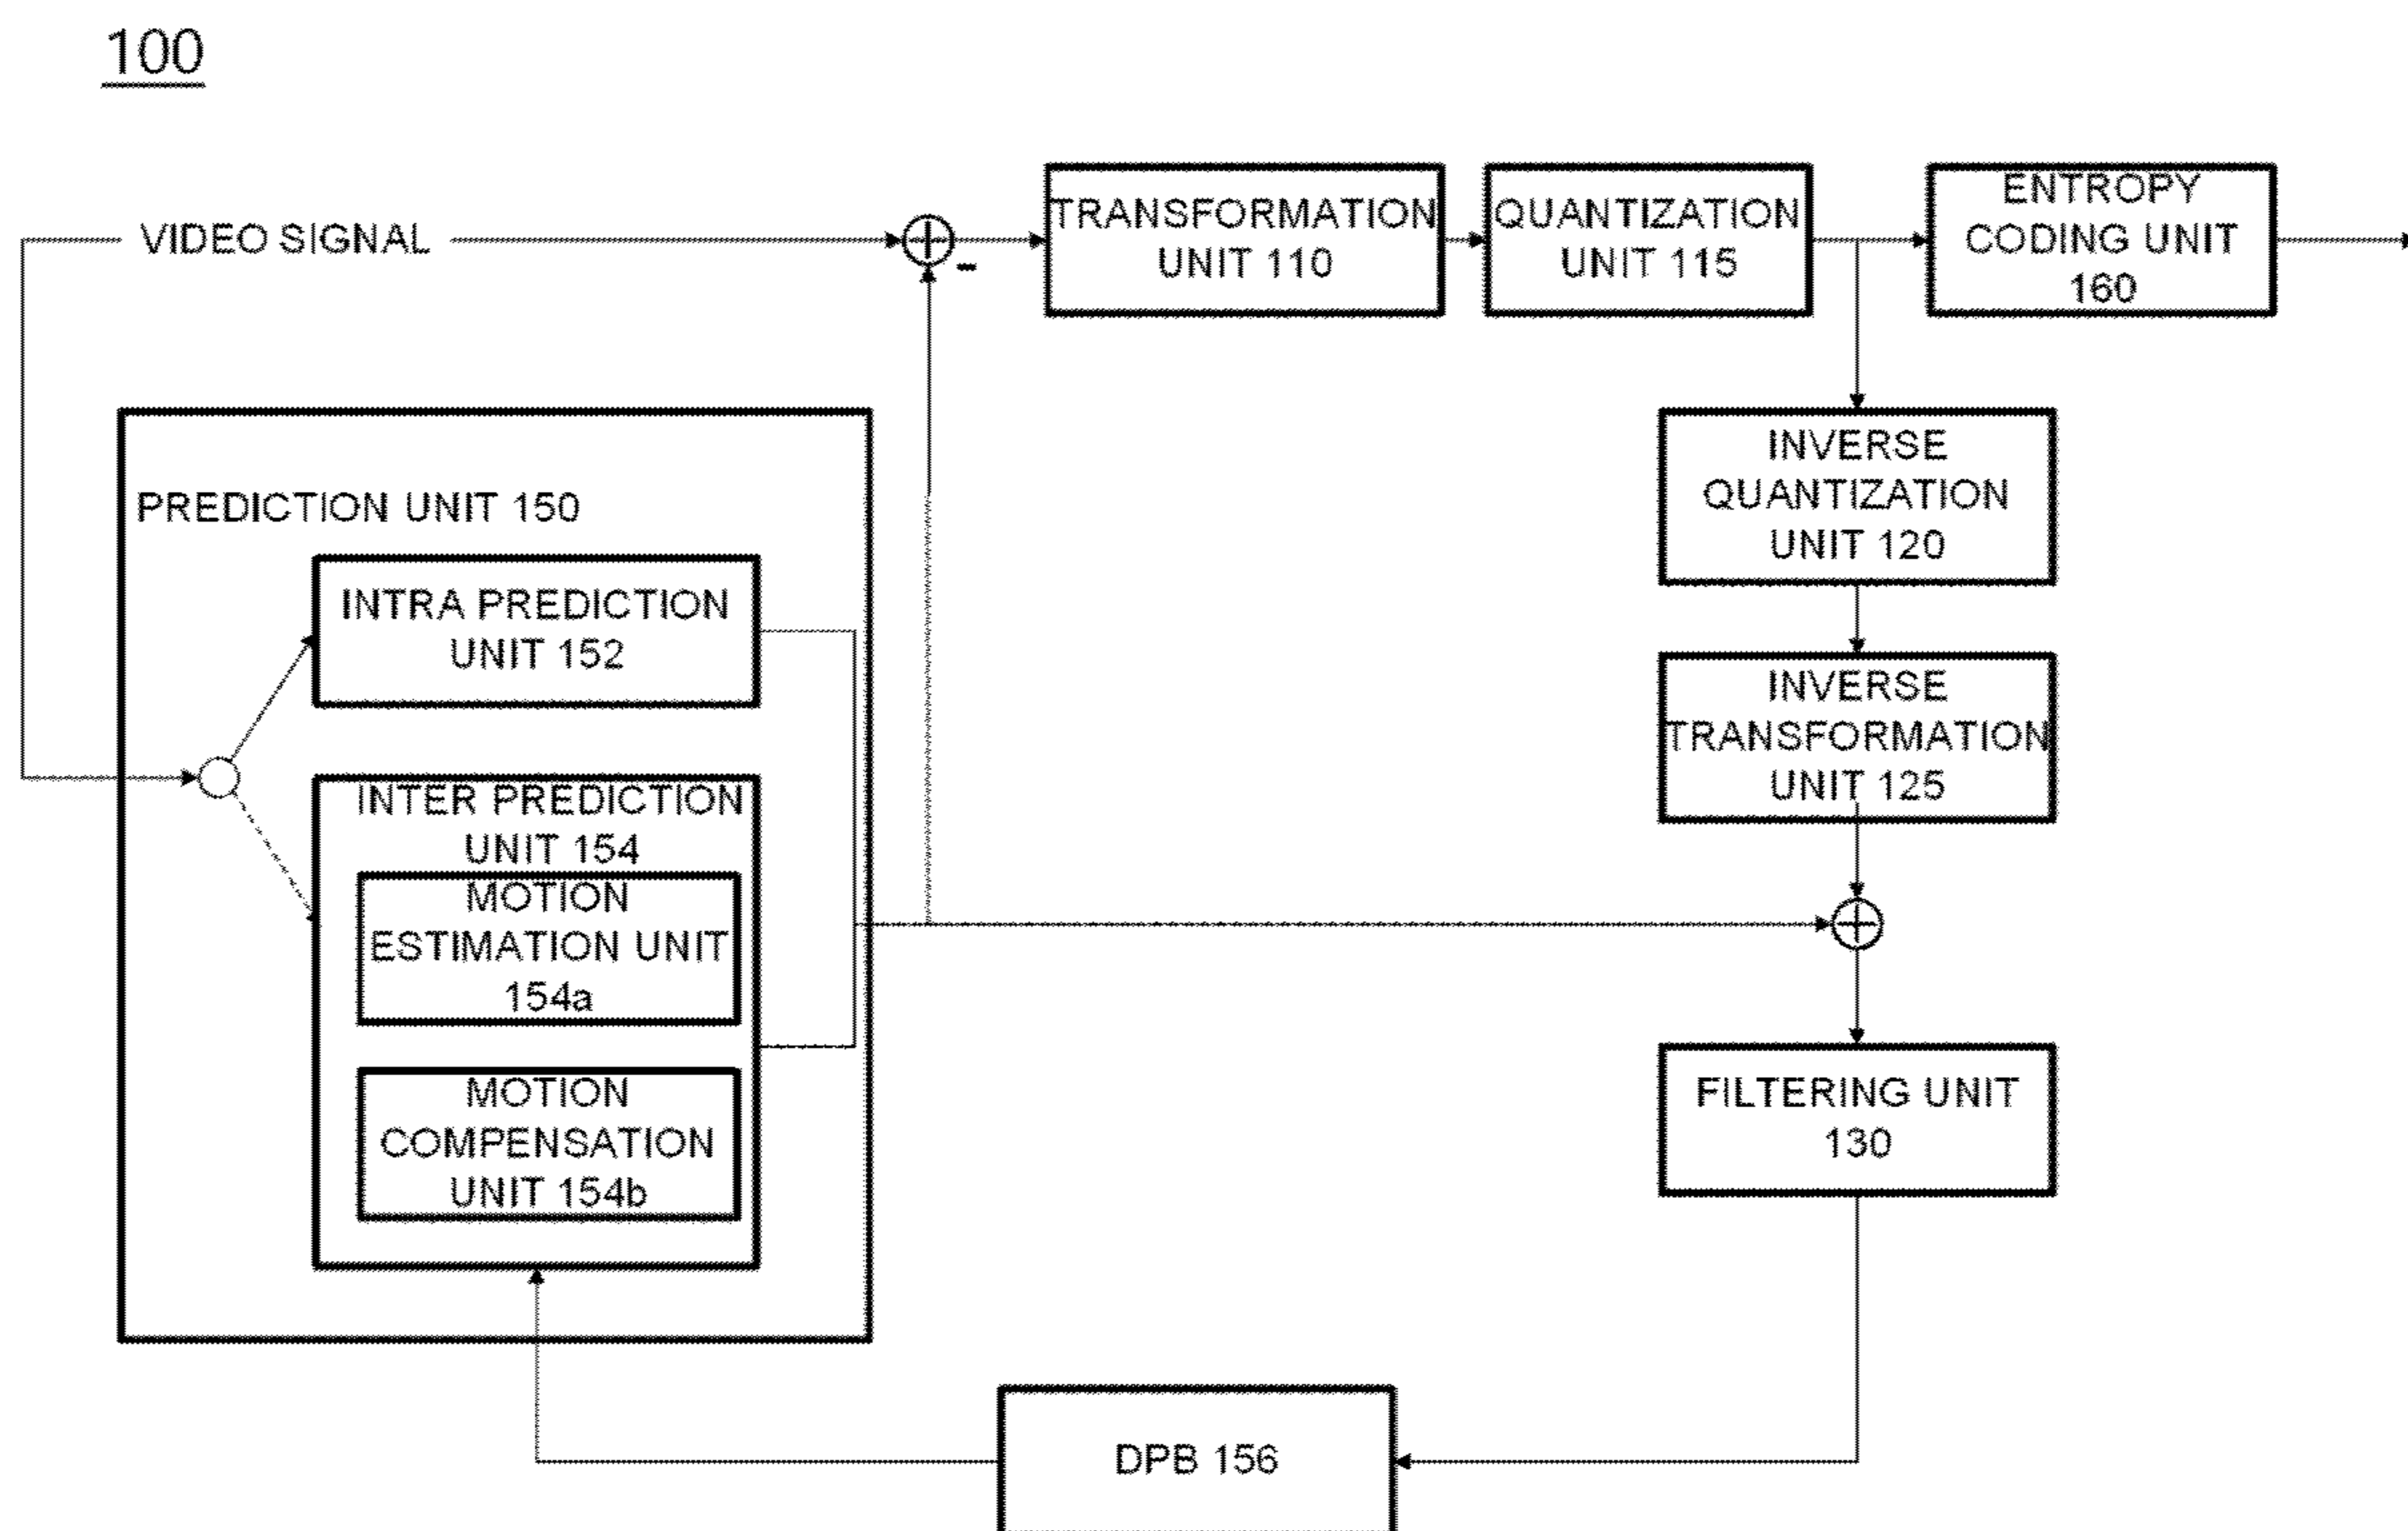 100
VIDEO SIGNAL
-
TRANSFORMATION
UNIT 110
QUANTIZATION
UNIT 115
ENTROPY
CODING UNIT
160
PREDICTION UNIT 150
INTRA PREDICTION
UNIT 152
INTER PREDICTION
UNIT 154
MOTION
ESTIMATION UNIT
154a
MOTION
COMPENSATION
UNIT 154b
INVERSE
QUANTIZATION
UNIT 120
INVERSE
TRANSFORMATION
UNIT 125
FILTERING UNIT
130
DPB 156